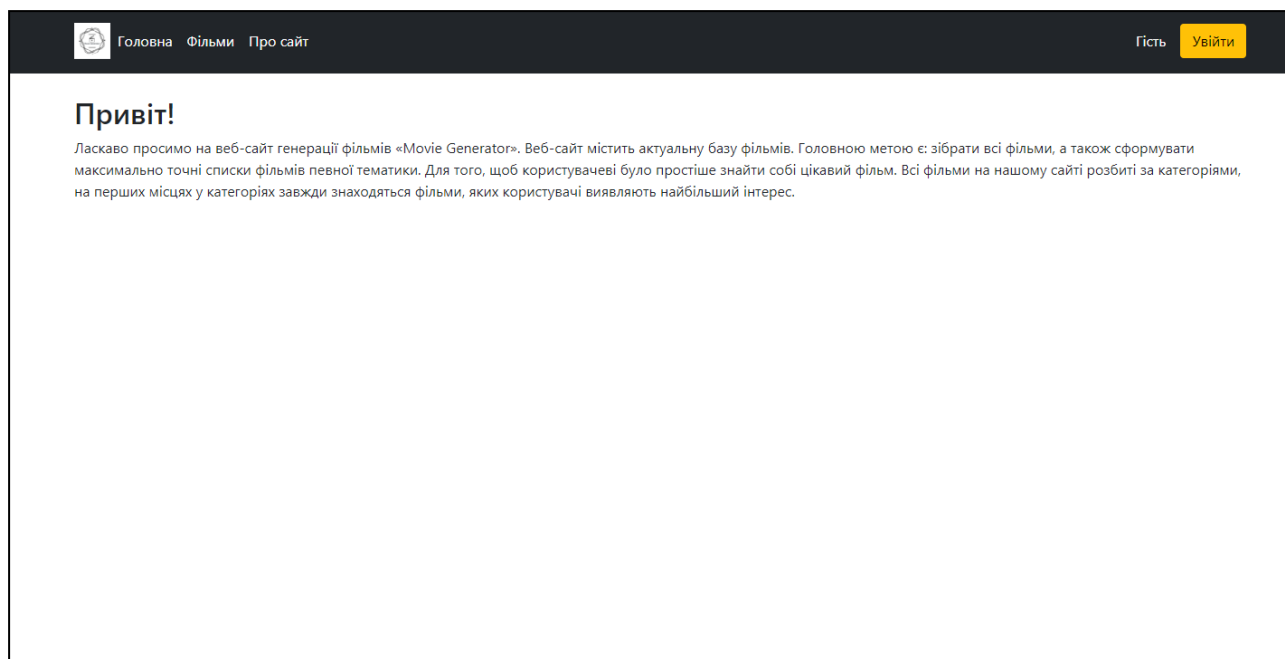 Головна Фільми Про сайт Гість Увійти
Привіт!
Ласкаво просимо на веб-сайт генерації фільмів «Movie Generator». Веб-сайт містить актуальну базу фільмів. Головною метою є: зібрати всі фільми, а також сформувати
максимально точні списки фільмів певної тематики. Для того, щоб користувачеві було простіше знайти собі цікавий фільм. Всі фільми на нашому сайті розбиті за категоріями,
на перших місцях у категоріях завжди знаходяться фільми, яких користувачі виявляють найбільший інтерес.